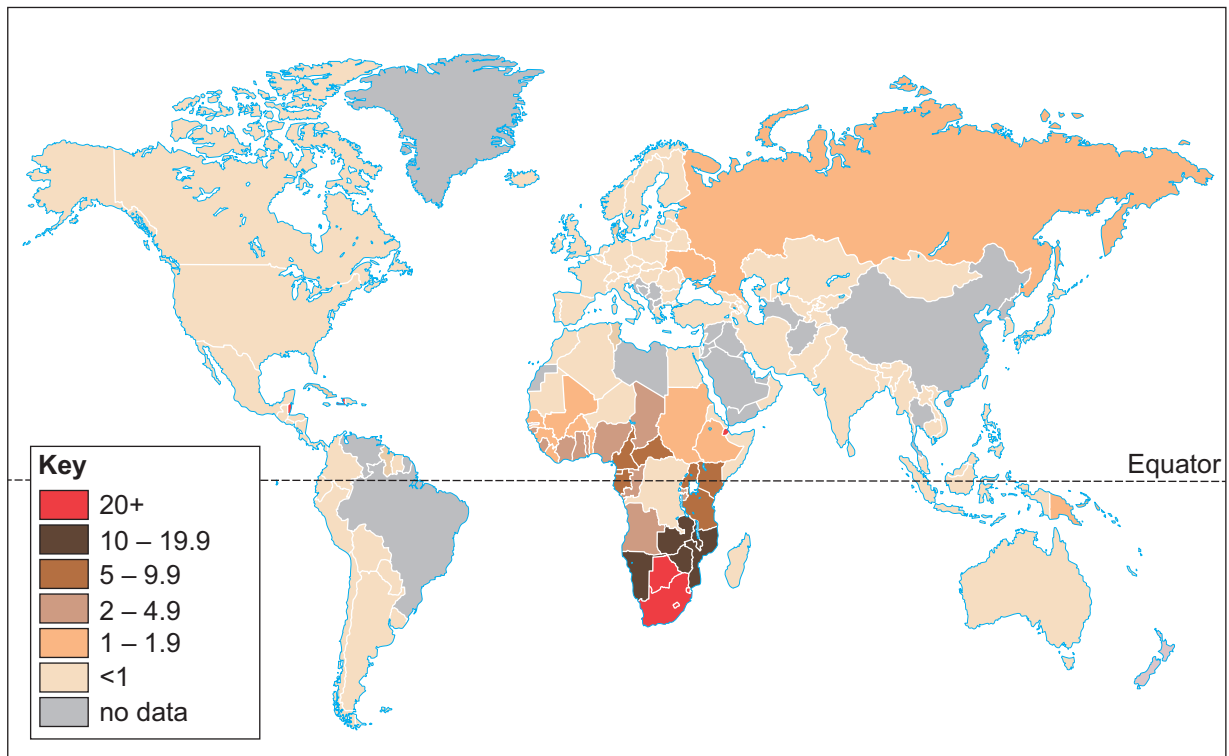 Equator
Key
20+
10 – 19.9
5 – 9.9
2 – 4.9
1 – 1.9
<1
no data